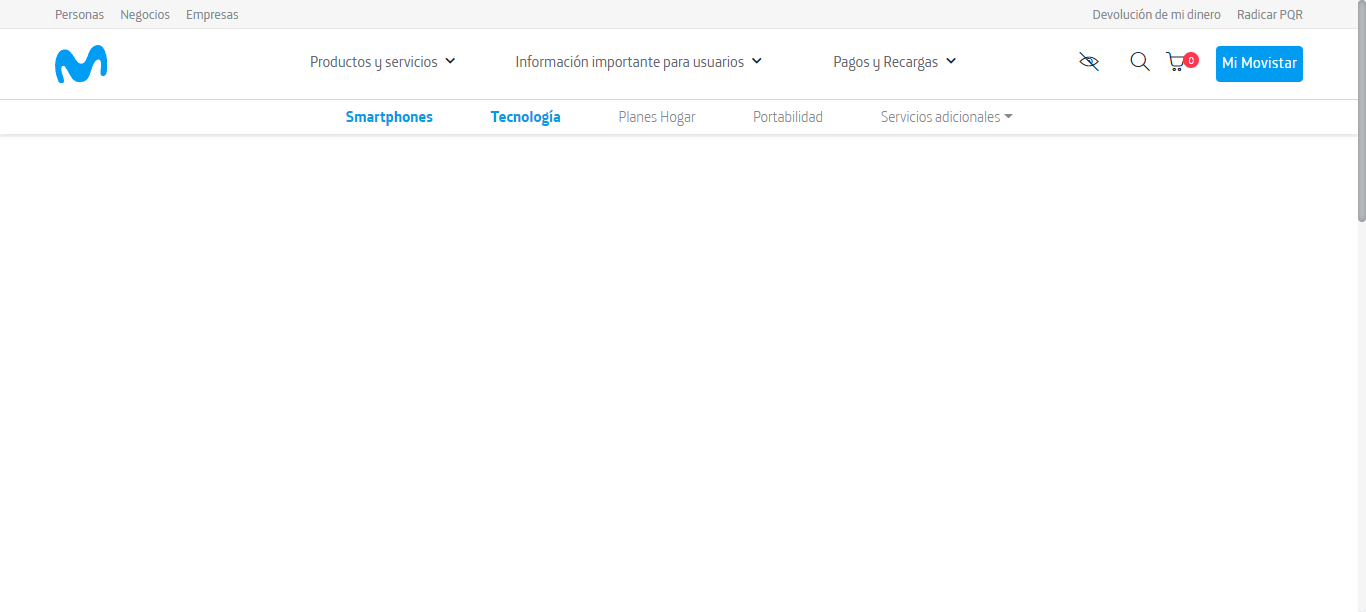 Personas Negocios Empresas Devolución de mi dinero Radicar PQR
Productos y servicios Información importante para usuarios Pagos y Recargas 0 Mi Movistar
Smartphones Tecnología Planes Hogar Portabilidad Servicios adicionales